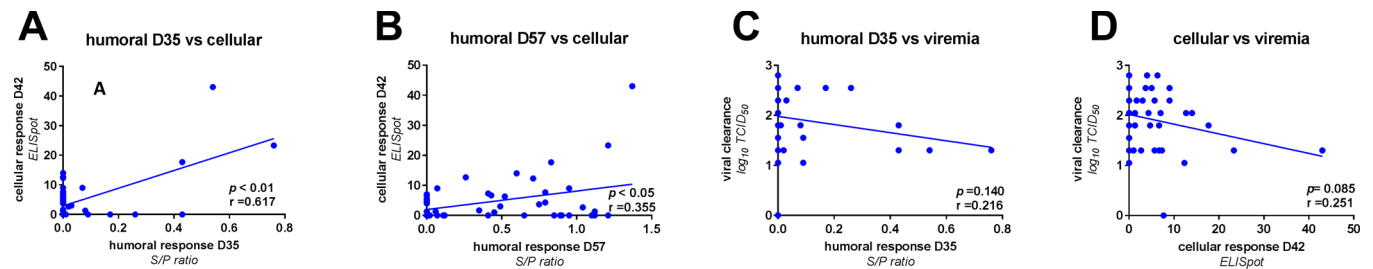 A
humoral D35 vs cellular
cellular response D42
ELISpot
50
40
30
20
10
0
A
p < 0.01
r =0.617
0.0 0.2 0.4 0.6 0.8
humoral response D35
S/P ratio
B
humoral D57 vs cellular
cellular response D42
ELISpot
50
40
30
20
10
0
p < 0.05
r =0.355
0.0 0.5 1.0 1.5
humoral response D57
S/P ratio
C
humoral D35 vs viremia
viral clearance
log10 TCID50
3
2
1
0
p =0.140
r =0.216
0.0 0.2 0.4 0.6 0.8
humoral response D35
S/P ratio
D
cellular vs viremia
viral clearance
log10 TCID50
3
2
1
0
p= 0.085
r =0.251
0 10 20 30 40 50
cellular response D42
ELISpot